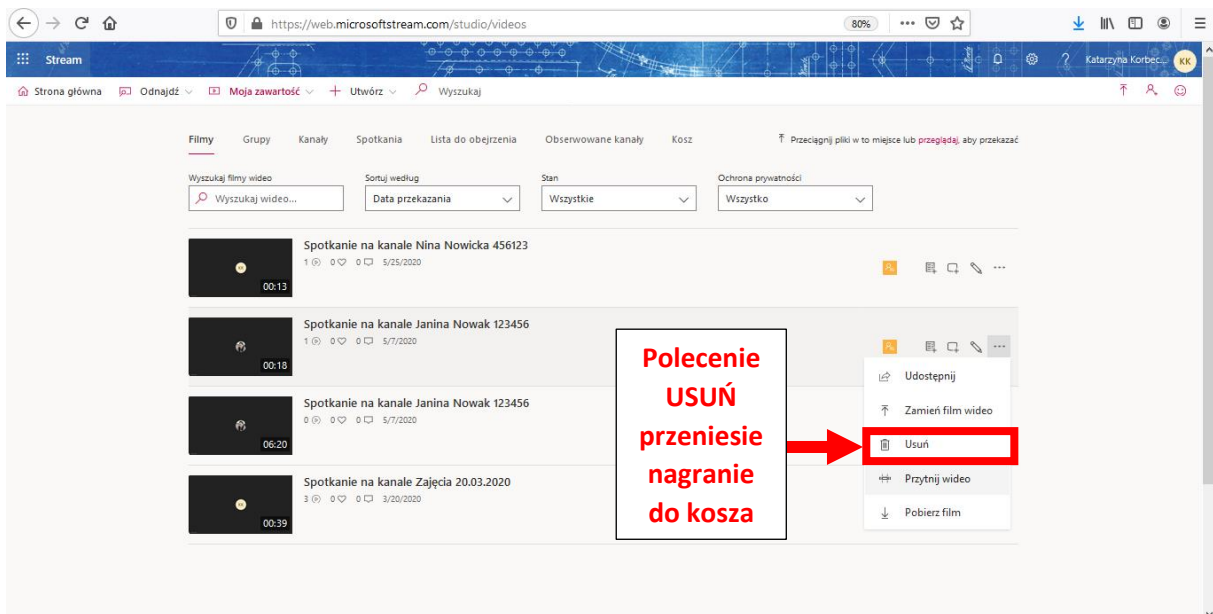 https://web.microsoftstream.com/studio/videos
80%
Stream
Katarzyna Korbec...
KK
Strona główna
Odnajdź
Moja zawartość
Utwórz
Wyszukaj
Filmy
Grupy
Kanały
Spotkania
Lista do obejrzenia
Obserwowane kanały
Kosz
Przeciągnij pliki w to miejsce lub przeglądaj, aby przekazać
Wyszukaj filmy wideo
Sortuj według
Stan
Ochrona prywatności
Wyszukaj wideo...
Data przekazania
Wszystkie
Wszystko
Spotkanie na kanale Nina Nowicka 456123
1 0 0 5/25/2020
00:13
Spotkanie na kanale Janina Nowak 123456
1 0 0 5/7/2020
00:18
Spotkanie na kanale Janina Nowak 123456
0 0 0 5/7/2020
06:20
Spotkanie na kanale Zajęcia 20.03.2020
3 0 0 3/20/2020
00:39
Polecenie
USUŃ
przeniesie
nagranie
do kosza
Udostępnij
Zamień film wideo
Usuń
Przytnij wideo
Pobierz film